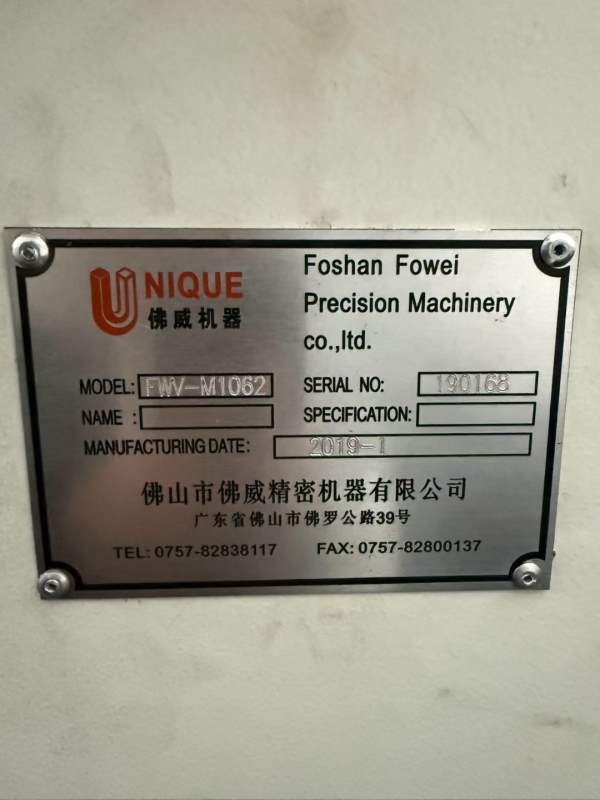 UNIQUE
佛威机器
Foshan Fowei
Precision Machinery
co.,ltd.
MODEL: FWV-M1062
SERIAL NO: 190168
NAME :
SPECIFICATION:
MANUFACTURING DATE: 2019-1
佛山市佛威精密机器有限公司
广东省佛山市佛罗公路39号
TEL: 0757-82838117 FAX: 0757-82800137